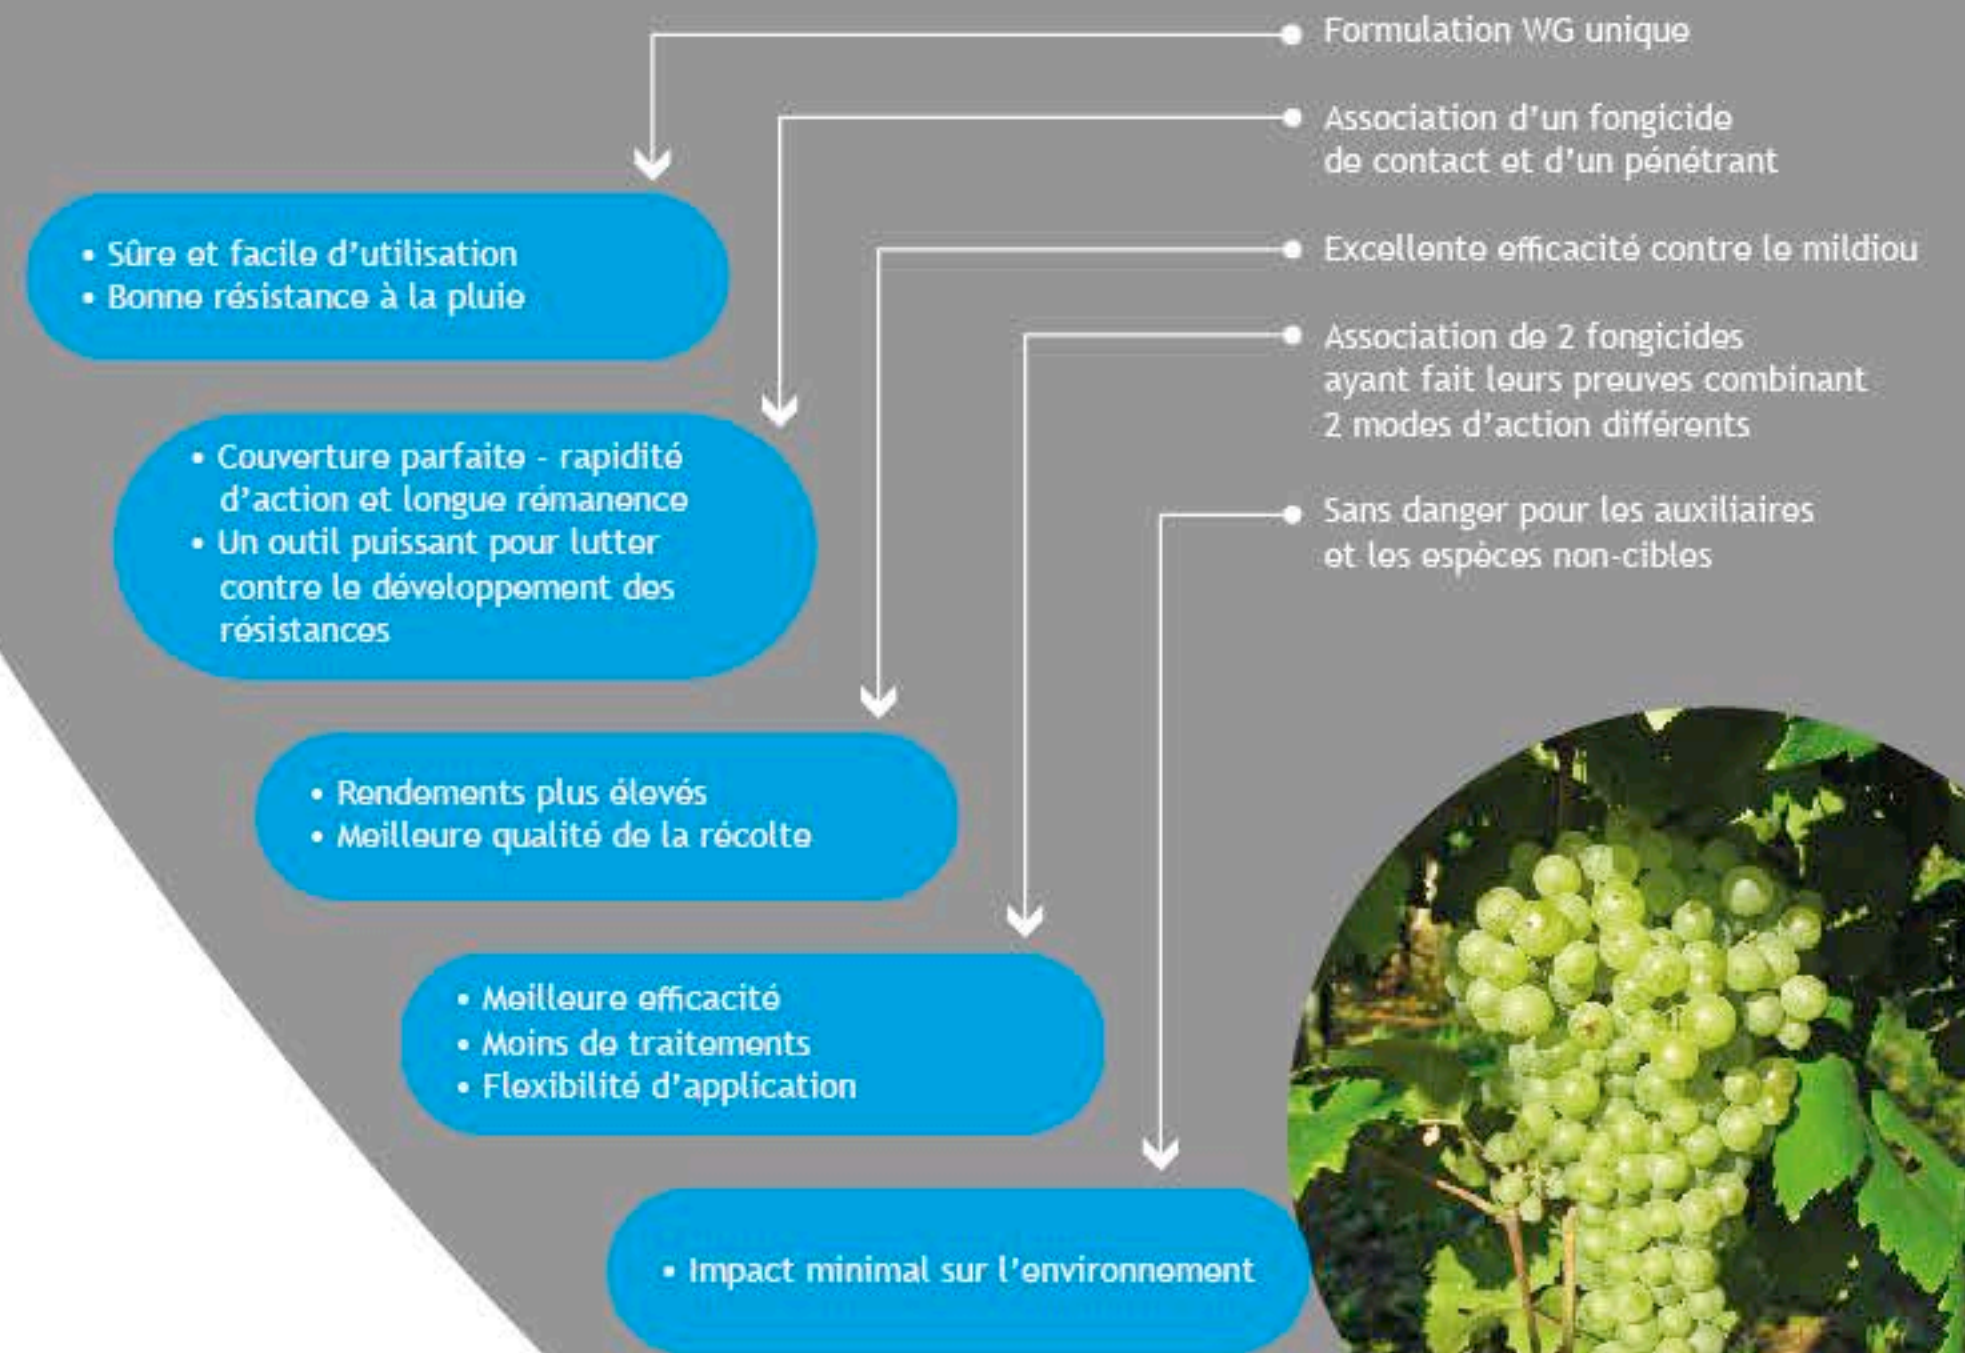 Formulation WG unique
Association d'un fongicide
de contact et d'un pénétrant
Excellente efficacité contre le mildiou
Association de 2 fongicides
ayant fait leurs preuves combinant
2 modes d'action différents
Sans danger pour les auxiliaires
et les espèces non-cibles
• Sûre et facile d'utilisation
• Bonne résistance à la pluie
• Couverture parfaite - rapidité
d'action et longue rémanence
• Un outil puissant pour lutter
contre le développement des
résistances
• Rendements plus élevés
• Meilleure qualité de la récolte
• Meilleure efficacité
• Moins de traitements
• Flexibilité d'application
• Impact minimal sur l'environnement